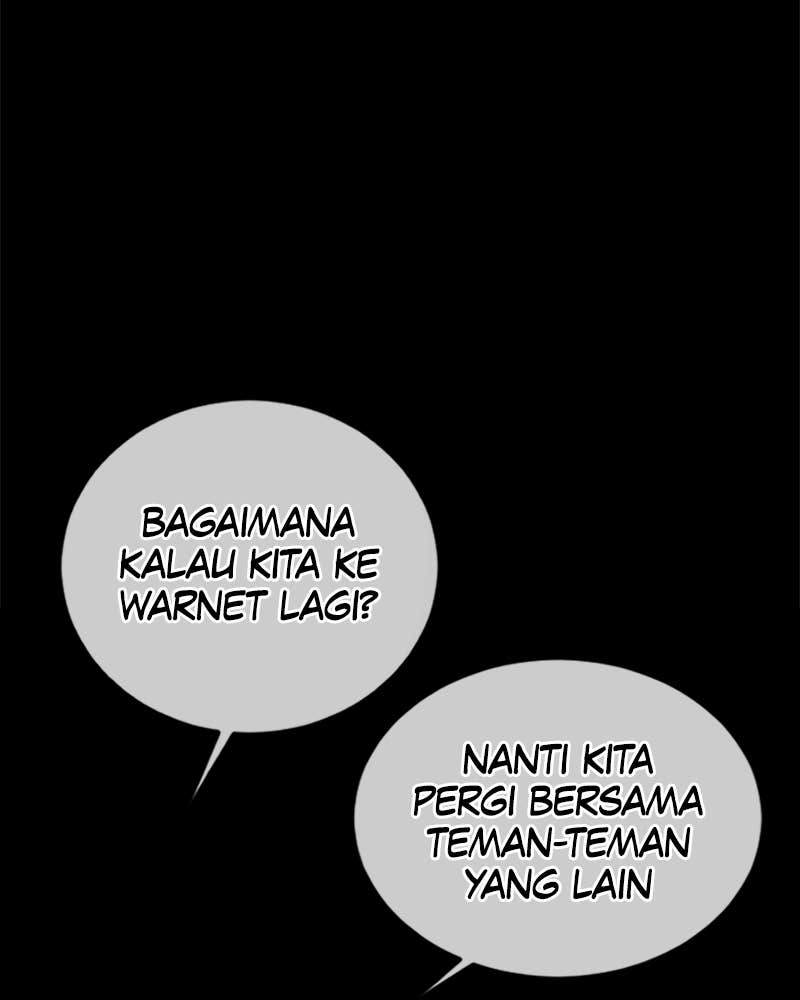 BAGAIMANA
KALAU KITA KE
WARNET LAGI?
NANTI KITA
PERGI BERSAMA
TEMAN-TEMAN
YANG LAIN